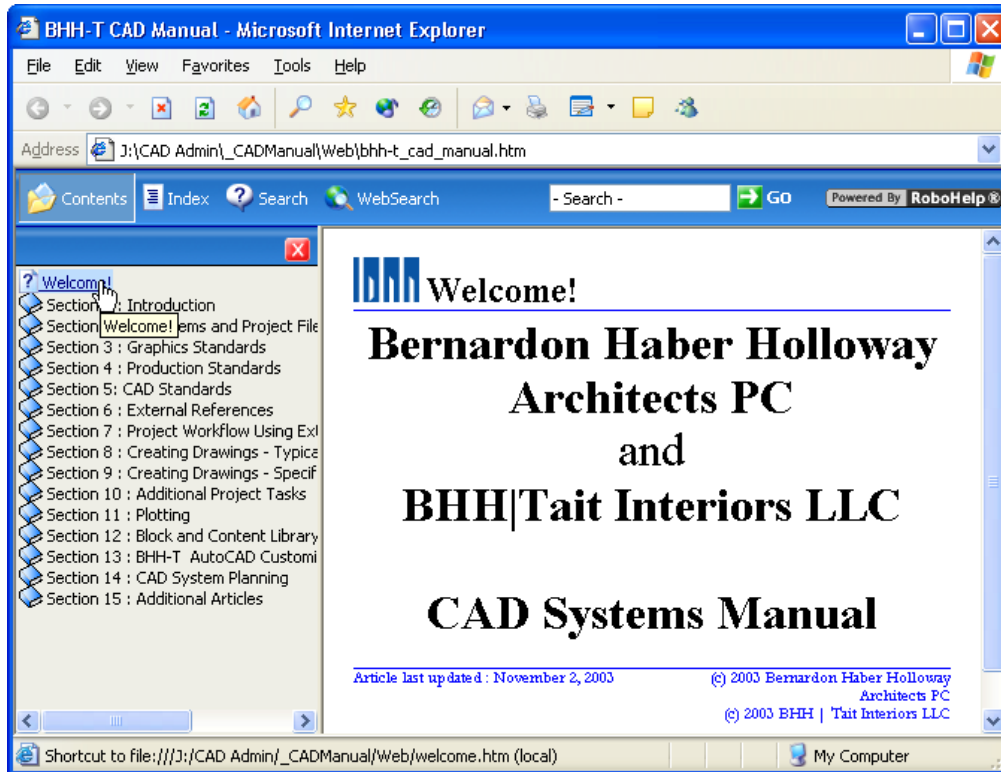 BHH-T CAD Manual - Microsoft Internet Explorer
File Edit View Favorites Tools Help
Address J:\CAD Admin\_CADManual\Web\bhh-t_cad_manual.htm
Contents Index Search WebSearch - Search - GO Powered By RoboHelp®
Welcome!
Section : Introduction
Section ems and Project File
Welcome!
Section 3 : Graphics Standards
Section 4 : Production Standards
Section 5: CAD Standards
Section 6 : External References
Section 7 : Project Workflow Using Ext
Section 8 : Creating Drawings - Typica
Section 9 : Creating Drawings - Specif
Section 10 : Additional Project Tasks
Section 11 : Plotting
Section 12 : Block and Content Library
Section 13 : BHH-T AutoCAD Customi
Section 14 : CAD System Planning
Section 15 : Additional Articles
bhh Welcome!
Bernardon Haber Holloway
Architects PC
and
BHH|Tait Interiors LLC
CAD Systems Manual
Article last updated : November 2, 2003
(c) 2003 Bernardon Haber Holloway
Architects PC
(c) 2003 BHH | Tait Interiors LLC
Shortcut to file:///J:/CAD Admin/_CADManual/Web/welcome.htm (local) My Computer